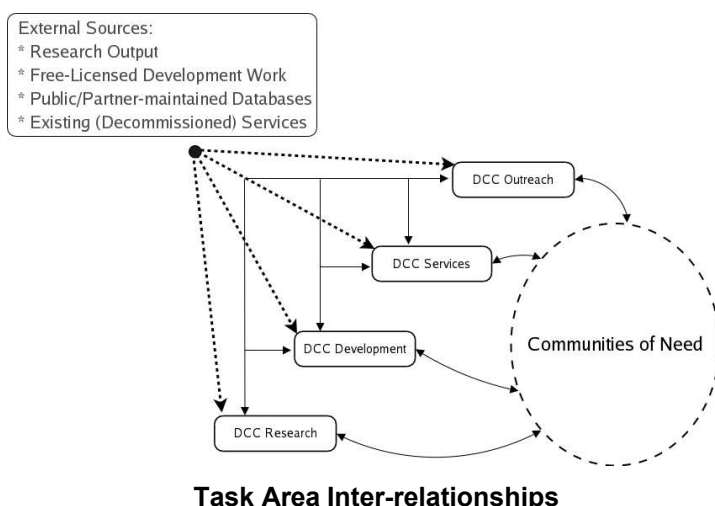 External Sources:
* Research Output
* Free-Licensed Development Work
* Public/Partner-maintained Databases
* Existing (Decommissioned) Services
DCC Outreach
DCC Services
DCC Development
Communities of Need
DCC Research
Task Area Inter-relationships